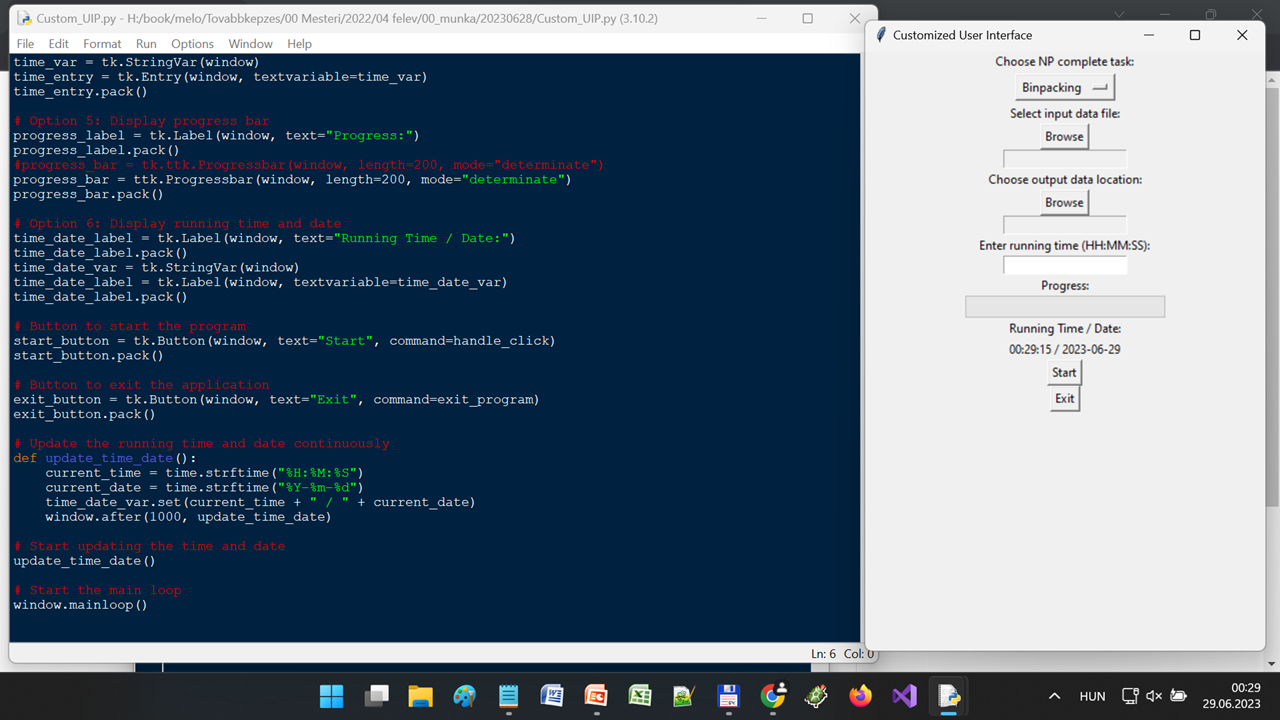 Custom_UIP.py - H:/book/melo/Tovabbkepzes/00 Mesteri/2022/04 felev/00_munka/20230628/Custom_UIP.py (3.10.2)
File Edit Format Run Options Window Help
time_var = tk.StringVar(window)
time_entry = tk.Entry(window, textvariable=time_var)
time_entry.pack()
# Option 5: Display progress bar
progress_label = tk.Label(window, text="Progress:")
progress_label.pack()
#progress_bar = tk.ttk.Progressbar(window, length=200, mode="determinate")
progress_bar = ttk.Progressbar(window, length=200, mode="determinate")
progress_bar.pack()
# Option 6: Display running time and date
time_date_label = tk.Label(window, text="Running Time / Date:")
time_date_label.pack()
time_date_var = tk.StringVar(window)
time_date_label = tk.Label(window, textvariable=time_date_var)
time_date_label.pack()
# Button to start the program
start_button = tk.Button(window, text="Start", command=handle_click)
start_button.pack()
# Button to exit the application
exit_button = tk.Button(window, text="Exit", command=exit_program)
exit_button.pack()
# Update the running time and date continuously
def update_time_date():
    current_time = time.strftime("%H:%M:%S")
    current_date = time.strftime("%Y-%m-%d")
    time_date_var.set(current_time + " / " + current_date)
    window.after(1000, update_time_date)
# Start updating the time and date
update_time_date()
# Start the main loop
window.mainloop()
Ln: 6 Col: 0
Customized User Interface
Choose NP complete task:
Binpacking
Select input data file:
Browse
Choose output data location:
Browse
Enter running time (HH:MM:SS):
Progress:
Running Time / Date:
00:29:15 / 2023-06-29
Start
Exit
HUN
00:29
29.06.2023